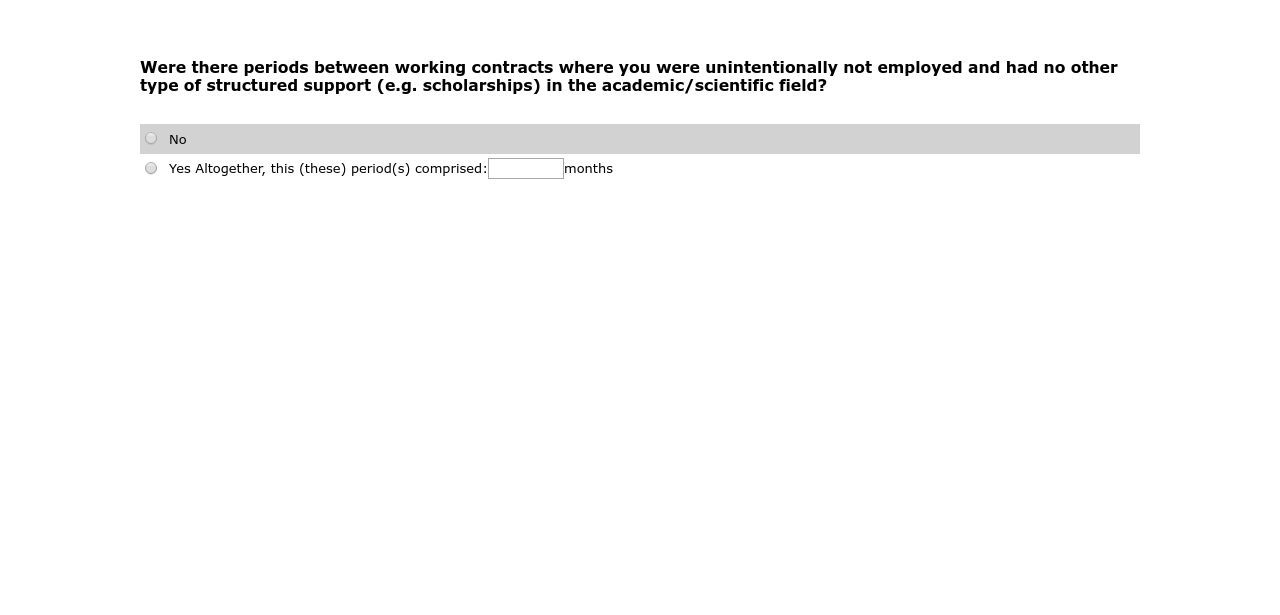 Were there periods between working contracts where you were unintentionally not employed and had no other
type of structured support (e.g. scholarships) in the academic/scientific field?
No
Yes Altogether, this (these) period(s) comprised: months